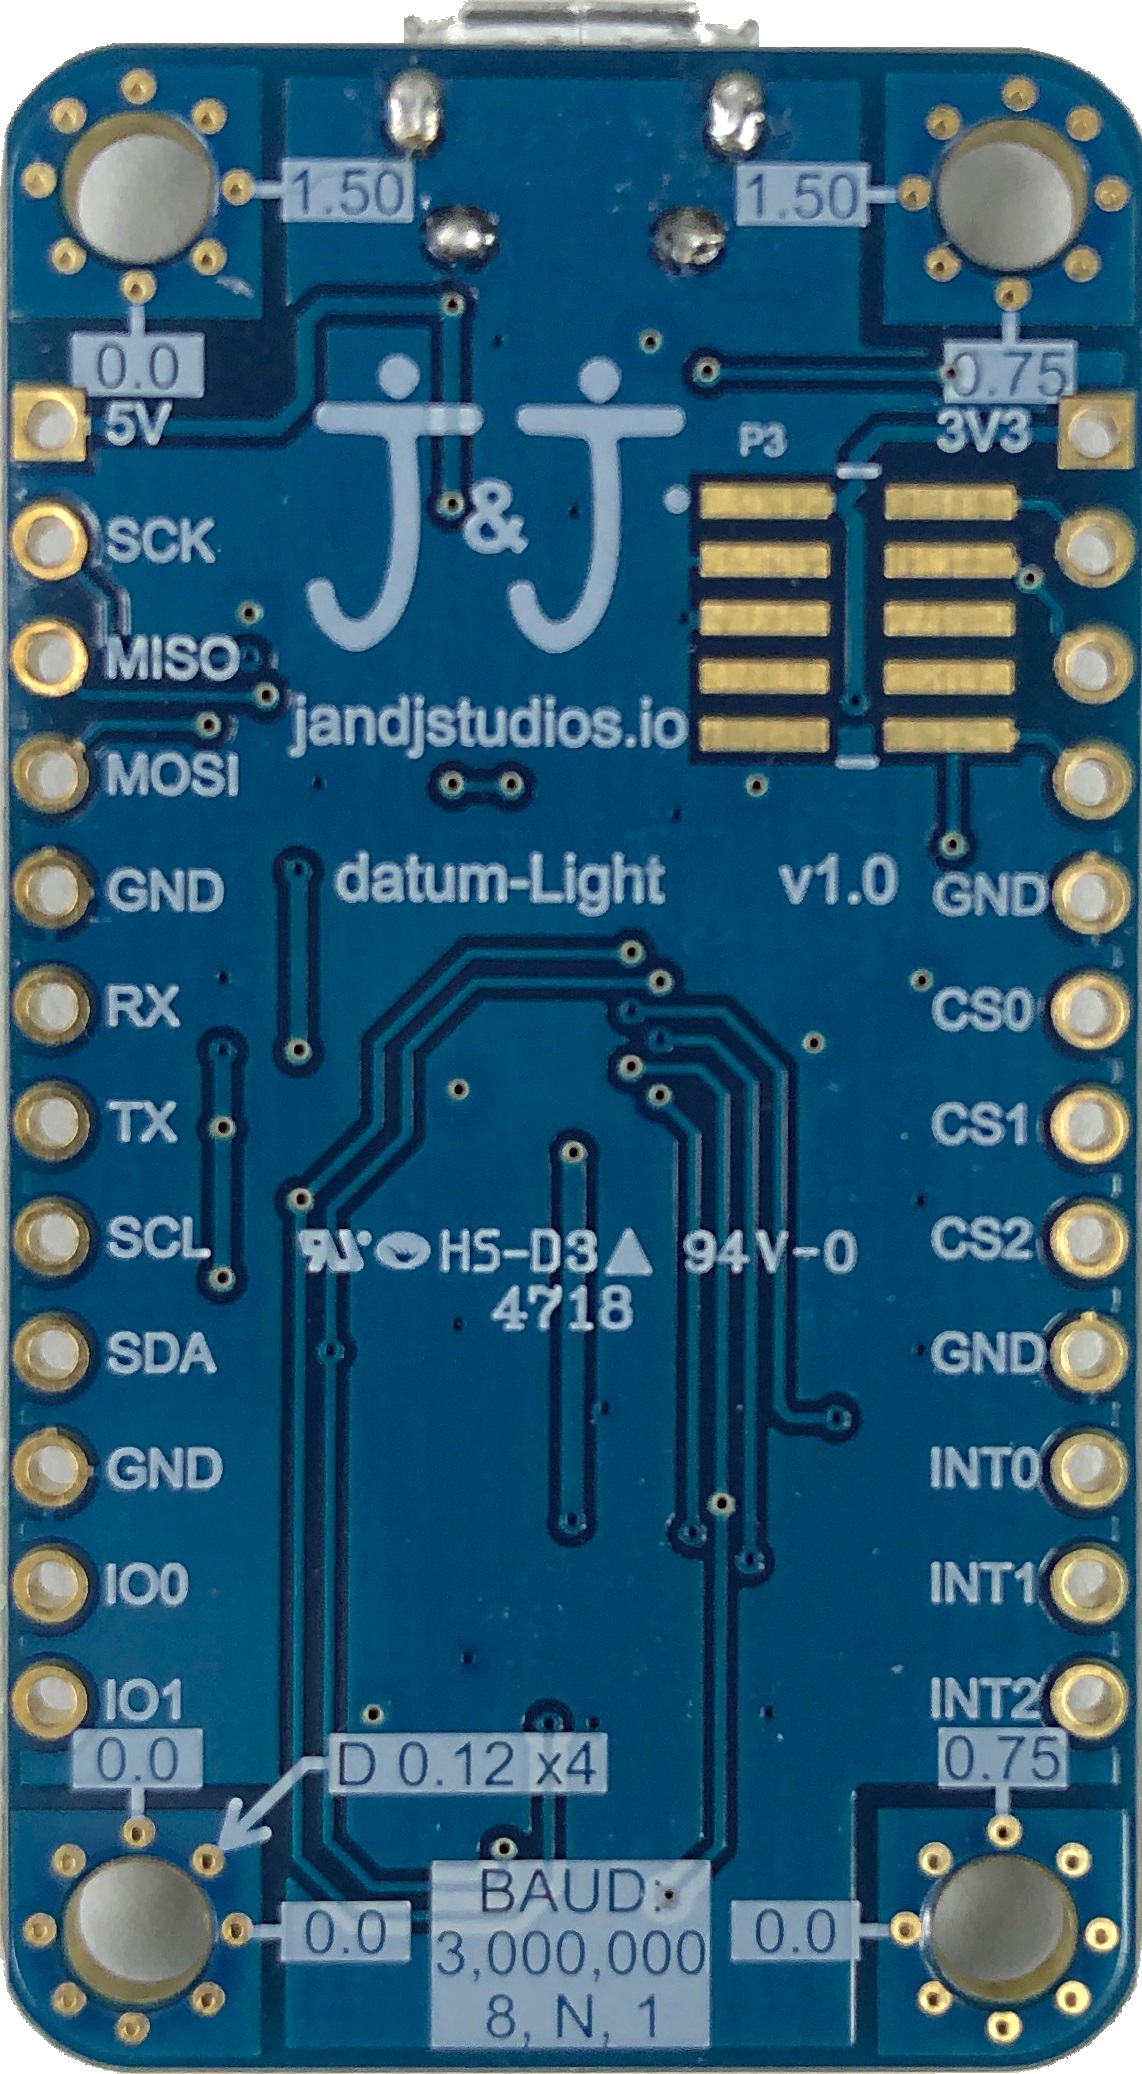 1.50 1.50
0.0 0.75
5V P3 3V3
J&J
SCK
MISO
jandjstudios.io
MOSI
GND datum-Light v1.0 GND
RX CS0
TX CS1
SCL HS-D3 94V-0 CS2
4718
SDA GND
GND INT0
IO0 INT1
IO1 INT2
0.0 D 0.12 x4 0.75
BAUD:
0.0 3,000,000 0.0
8, N, 1